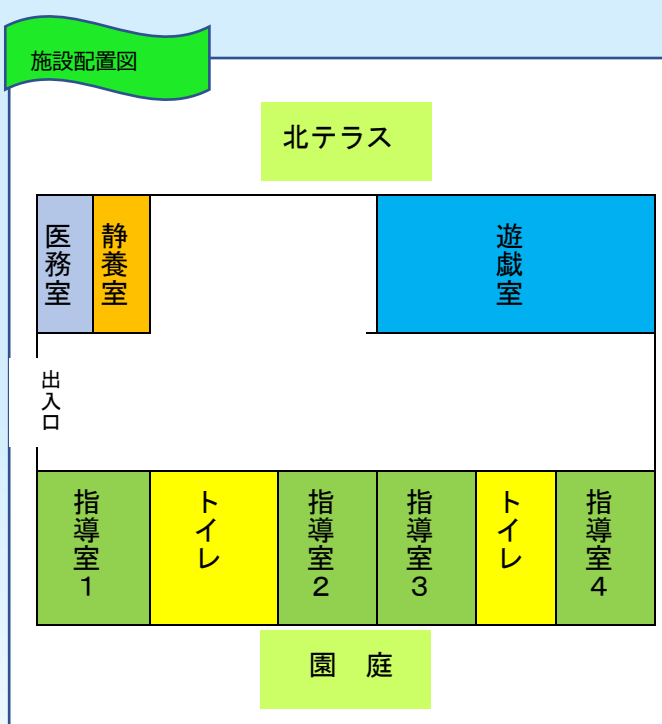 施設配置図
北テラス
医務室
静養室
遊戯室
出入口
指導室1
トイレ
指導室2
指導室3
トイレ
指導室4
園　庭